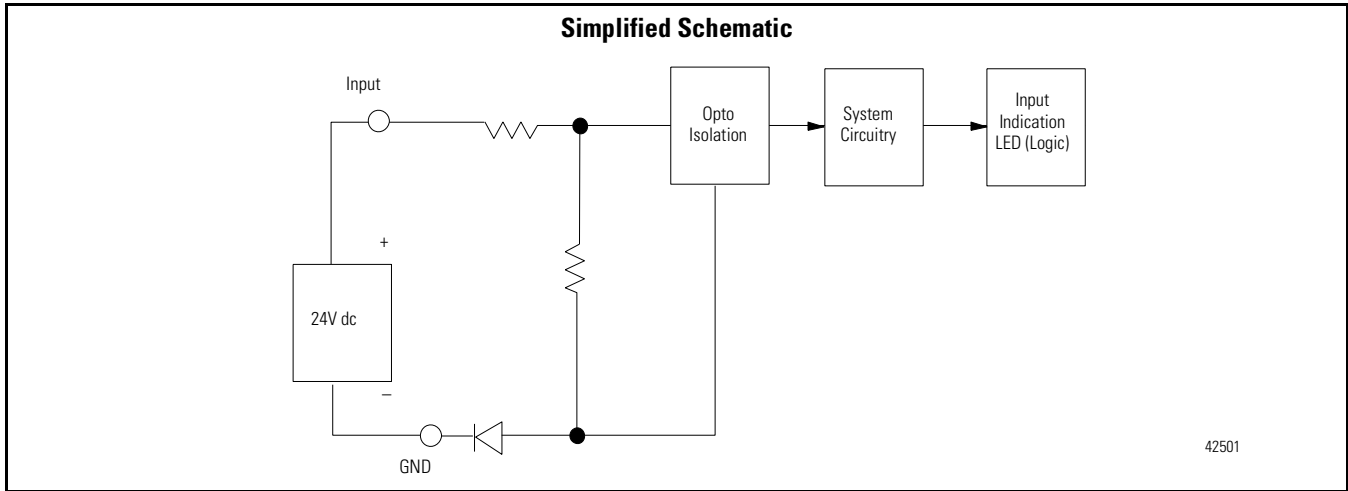 Simplified Schematic
Input
Opto
Isolation
System
Circuitry
Input
Indication
LED (Logic)
+
24V dc
–
GND
42501